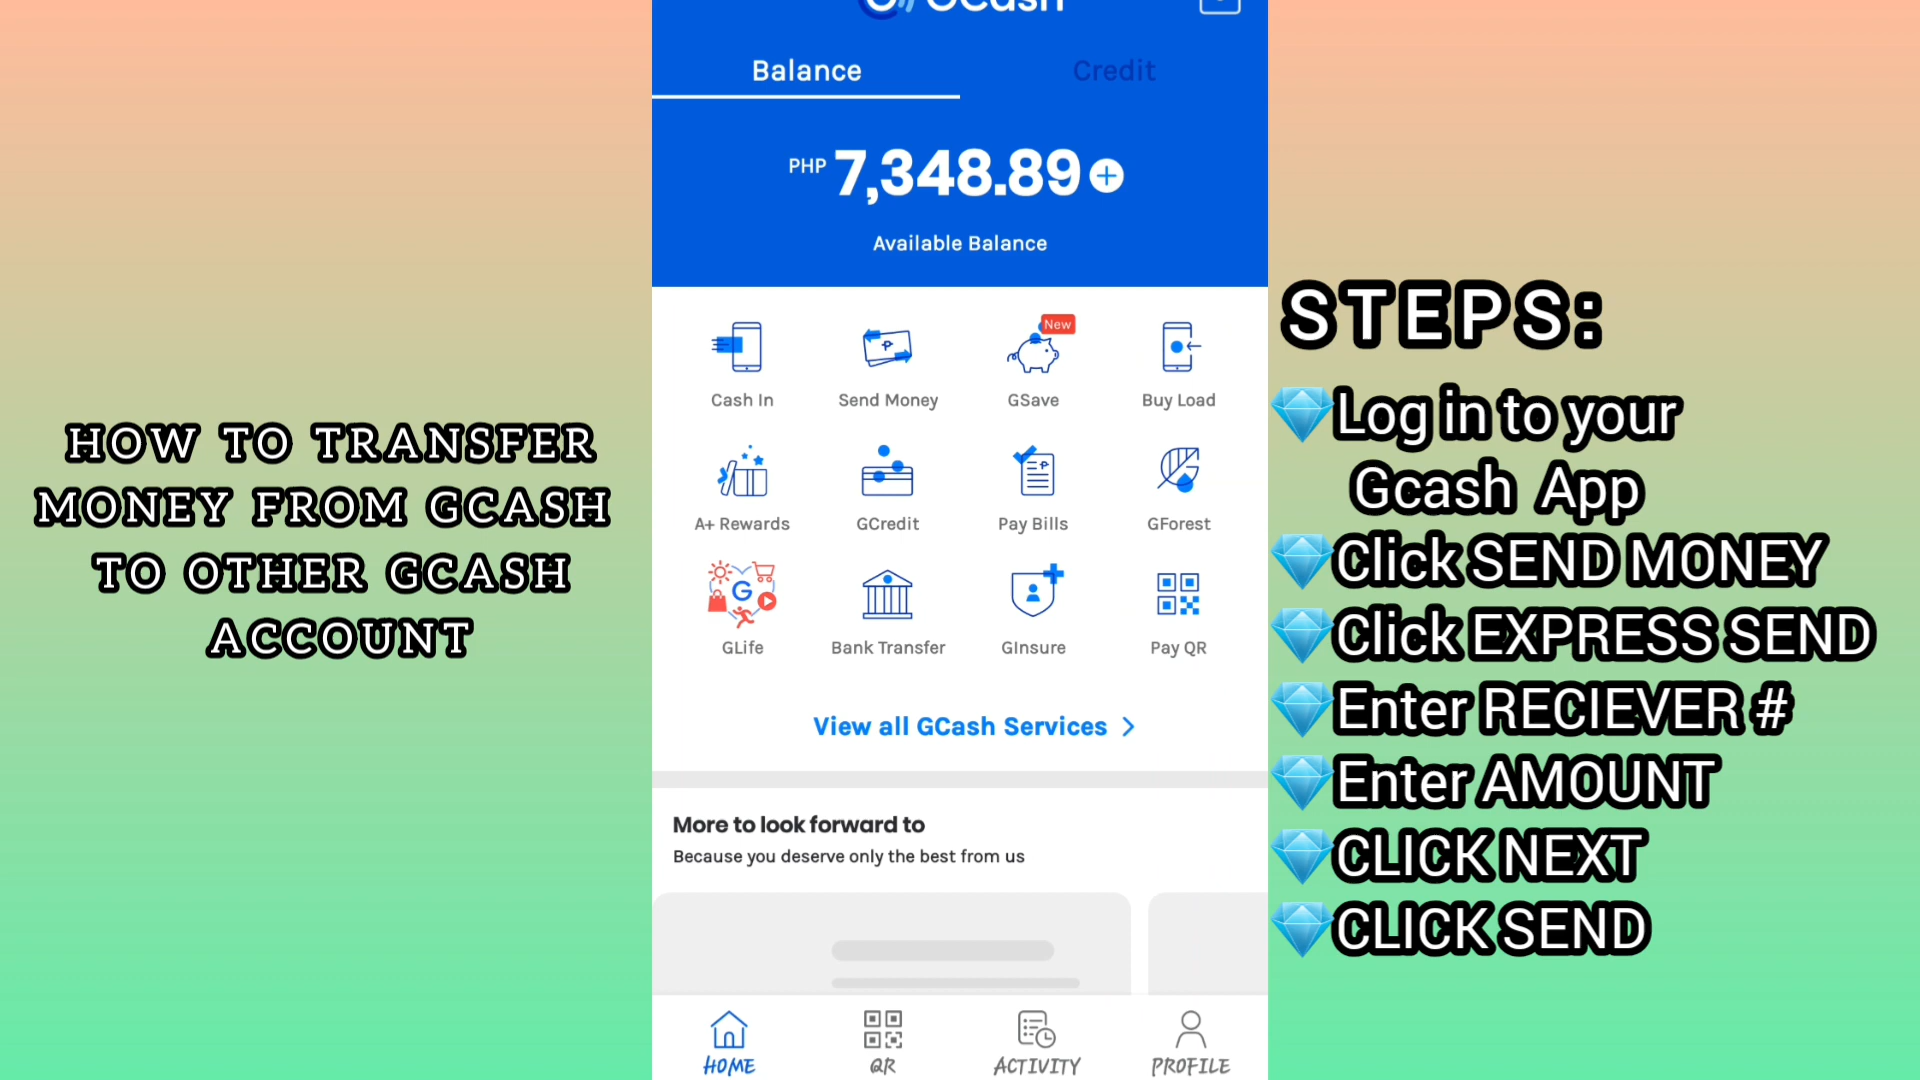 HOW TO TRANSFER
MONEY FROM GCASH
TO OTHER GCASH
ACCOUNT
GCash
Balance
Credit
PHP 7,348.89
Available Balance
New
Cash In
Send Money
GSave
Buy Load
A+ Rewards
GCredit
Pay Bills
GForest
G
GLife
Bank Transfer
GInsure
Pay QR
View all GCash Services
More to look forward to
Because you deserve only the best from us
HOME
QR
ACTIVITY
PROFILE
STEPS:
Log in to your
Gcash App
Click SEND MONEY
Click EXPRESS SEND
Enter RECIEVER #
Enter AMOUNT
CLICK NEXT
CLICK SEND